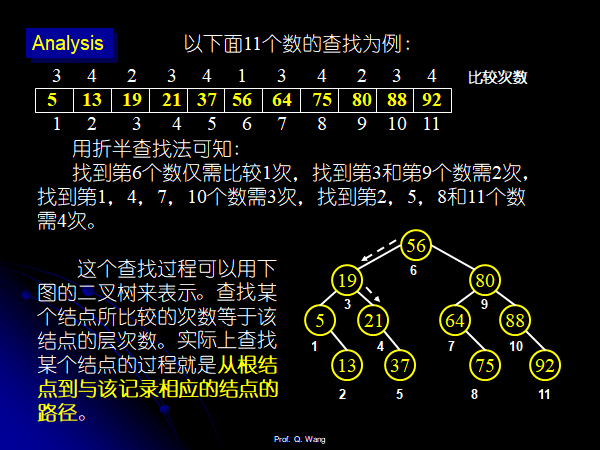 Analysis
以下面11个数的查找为例：
3 4 2 3 4 1 3 4 2 3 4 比较次数
5 13 19 21 37 56 64 75 80 88 92
1 2 3 4 5 6 7 8 9 10 11
用折半查找法可知：
找到第6个数仅需比较1次，找到第3和第9个数需2次，
找到第1，4，7，10个数需3次，找到第2，5，8和11个数
需4次。
这个查找过程可以用下
图的二叉树来表示。查找某
个结点所比较的次数等于该
结点的层次数。实际上查找
某个结点的过程就是从根结
点到与该记录相应的结点的
路径。
56
6
19 80
3 9
5 21 64 88
1 4 7 10
13 37 75 92
2 5 8 11
Prof. Q. Wang